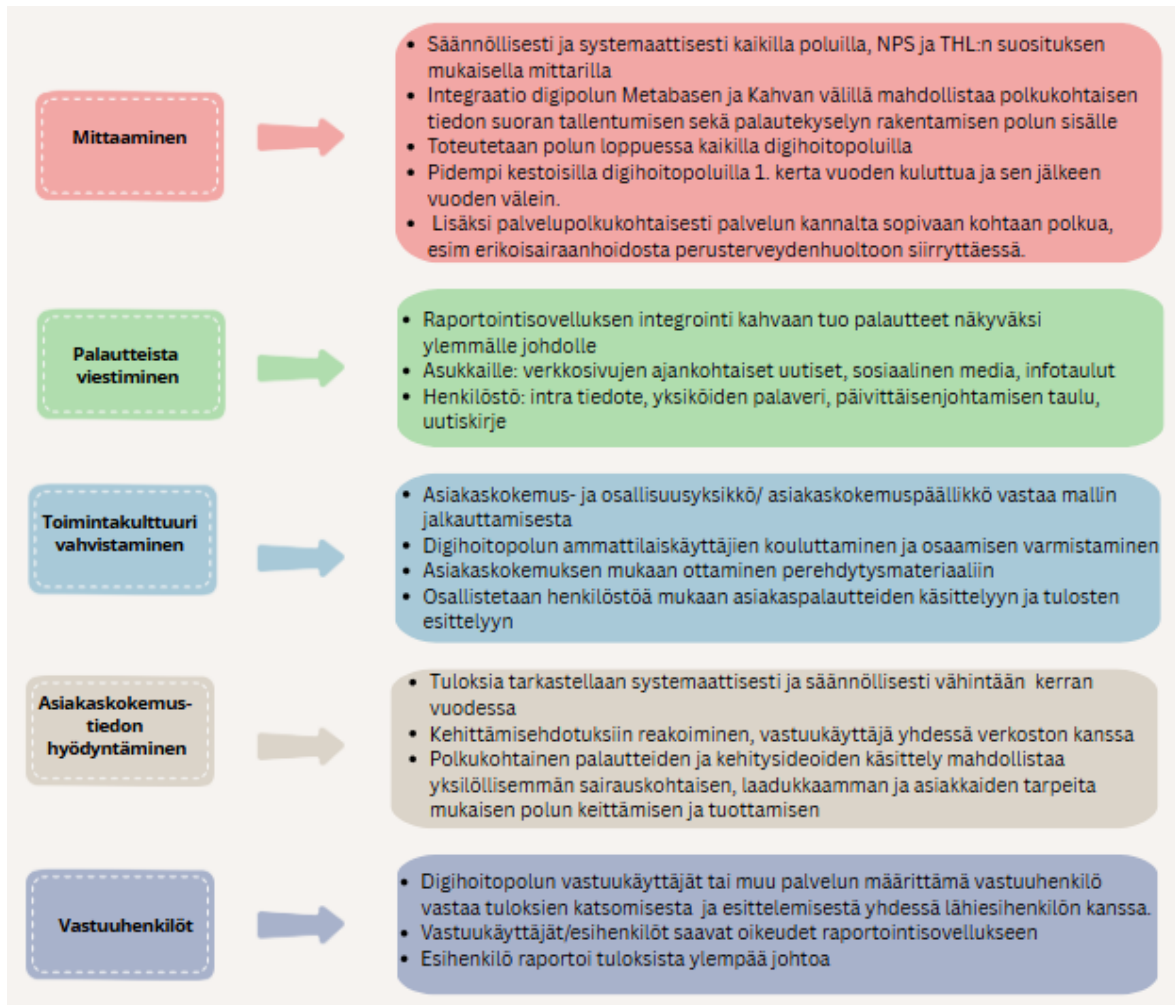 Mittaaminen
• Säännöllisesti ja systemaattisesti kaikilla poluilla, NPS ja THL:n suosituksen
mukaisella mittarilla
• Integraatio digipolun Metabasen ja Kahvan välillä mahdollistaa polkukohtaisen
tiedon suoran tallentumisen sekä palautekyselyn rakentamisen polun sisälle
• Toteutetaan polun loppuessa kaikilla digihoitopoluilla
• Pidempi kestoisilla digihoitopoluilla 1. kerta vuoden kuluttua ja sen jälkeen
vuoden välein.
• Lisäksi palvelupolkukohtaisesti palvelun kannalta sopivaan kohtaan polkua,
esim erikoisairaanhoidosta perusterveydenhuoltoon siirryttäessä.
Palautteista
viestiminen
• Raportointisovelluksen integrointi kahvaan tuo palautteet näkyväksi
ylemmälle johdolle
• Asukkaille: verkkosivujen ajankohtaiset uutiset, sosiaalinen media, infotaulut
• Henkilöstö: intra tiedote, yksiköiden palaveri, päivittäisenjohtamisen taulu,
uutiskirje
Toimintakulttuuri
vahvistaminen
• Asiakaskokemus- ja osallisuusyksikkö/ asiakaskokemuspäällikkö vastaa mallin
jalkauttamisesta
• Digihoitopolun ammattilaiskäyttäjien kouluttaminen ja osaamisen varmistaminen
• Asiakaskokemuksen mukaan ottaminen perehdytysmateriaaliin
• Osallistetaan henkilöstöä mukaan asiakaspalautteiden käsittelyyn ja tulosten
esittelyyn
Asiakaskokemus-
tiedon
hyödyntäminen
• Tuloksia tarkastellaan systemaattisesti ja säännöllisesti vähintään kerran
vuodessa
• Kehittämisehdotuksiin reakoiminen, vastuukäyttäjä yhdessä verkoston kanssa
• Polkukohtainen palautteiden ja kehitysideoiden käsittely mahdollistaa
yksilöllisemmän sairauskohtaisen, laadukkaamman ja asiakkaiden tarpeita
mukaisen polun keittämisen ja tuottamisen
Vastuuhenkilöt
• Digihoitopolun vastuukäyttäjät tai muu palvelun määrittämä vastuuhenkilö
vastaa tuloksien katsomisesta ja esittelemisestä yhdessä lähiesihenkilön kanssa.
• Vastuukäyttäjät/esihenkilöt saavat oikeudet raportointisovellukseen
• Esihenkilö raportoi tuloksista ylempää johtoa